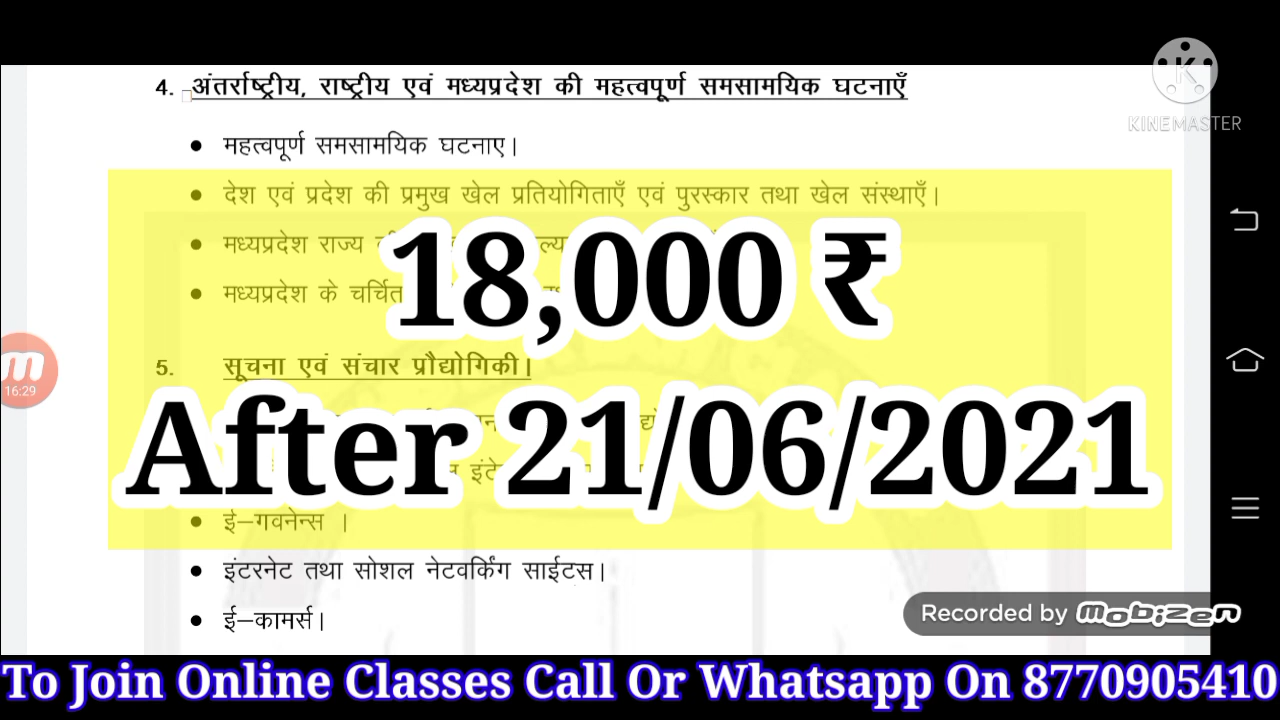 4. अंतर्राष्ट्रीय, राष्ट्रीय एवं मध्यप्रदेश की महत्वपूर्ण समसामयिक घटनाएँ
KINEMASTER
• महत्वपूर्ण समसामयिक घटनाए।
• देश एवं प्रदेश की प्रमुख खेल प्रतियोगिताएँ एवं पुरस्कार तथा खेल संस्थाएँ।
• मध्यप्रदेश राज्य
18,000 ₹
• मध्यप्रदेश के चर्चित
5. सूचना एवं संचार प्रौद्योगिकी।
16:29
After 21/06/2021
• ई–गवनेन्स ।
• इंटरनेट तथा सोशल नेटवर्किंग साईटस।
• ई–कामर्स।
Recorded by Mobizen
To Join Online Classes Call Or Whatsapp On 8770905410